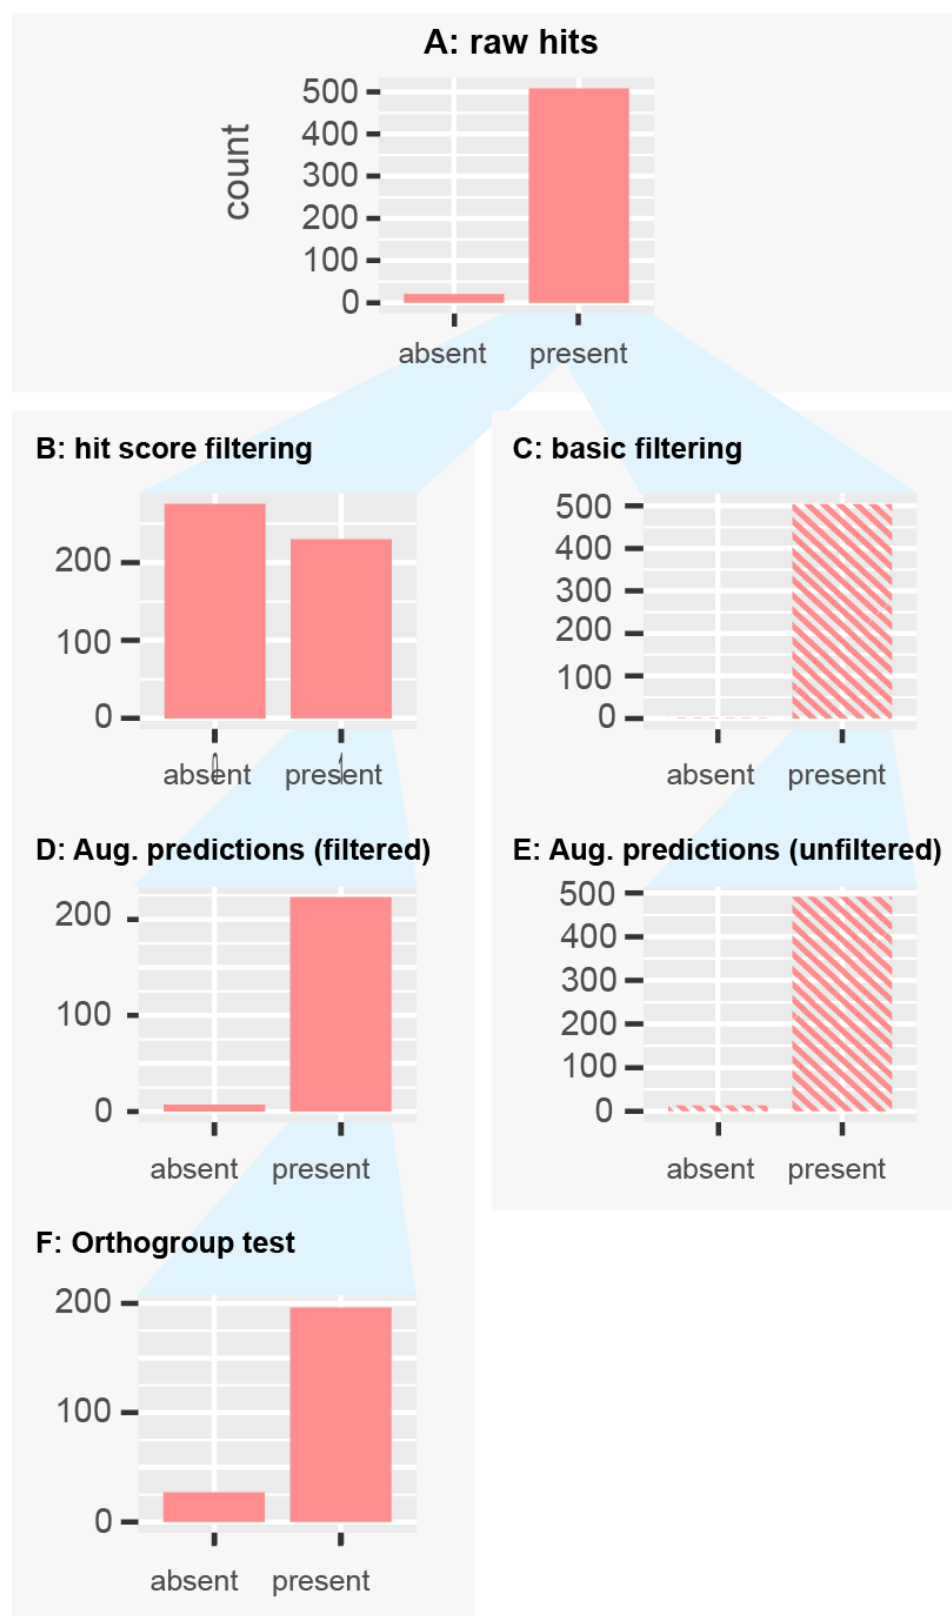 A: raw hits
count
500
400
300
200
100
0
absent present
B: hit score filtering
200
100
0
0 1
absent present
C: basic filtering
500
400
300
200
100
0
absent present
D: Aug. predictions (filtered)
200
100
0
absent present
E: Aug. predictions (unfiltered)
500
400
300
200
100
0
absent present
F: Orthogroup test
200
100
0
absent present